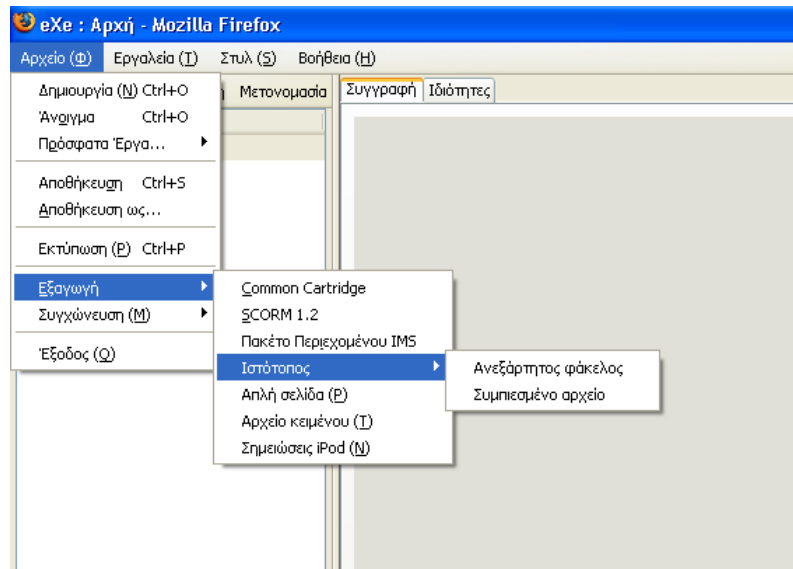 eXe : Αρχή - Mozilla Firefox
Αρχείο (Φ) Εργαλεία (T) Στυλ (S) Βοήθεια (H)
Μετονομασία
Συγγραφή Ιδιότητες
Δημιουργία (N) Ctrl+O
Άνοιγμα Ctrl+O
Πρόσφατα Έργα...
Αποθήκευση Ctrl+S
Αποθήκευση ως...
Εκτύπωση (P) Ctrl+P
Εξαγωγή
Συγχώνευση (M)
Έξοδος (Q)
Common Cartridge
SCORM 1.2
Πακέτο Περιεχομένου IMS
Ιστότοπος
Απλή σελίδα (P)
Αρχείο κειμένου (T)
Σημειώσεις iPod (N)
Ανεξάρτητος φάκελος
Συμπιεσμένο αρχείο